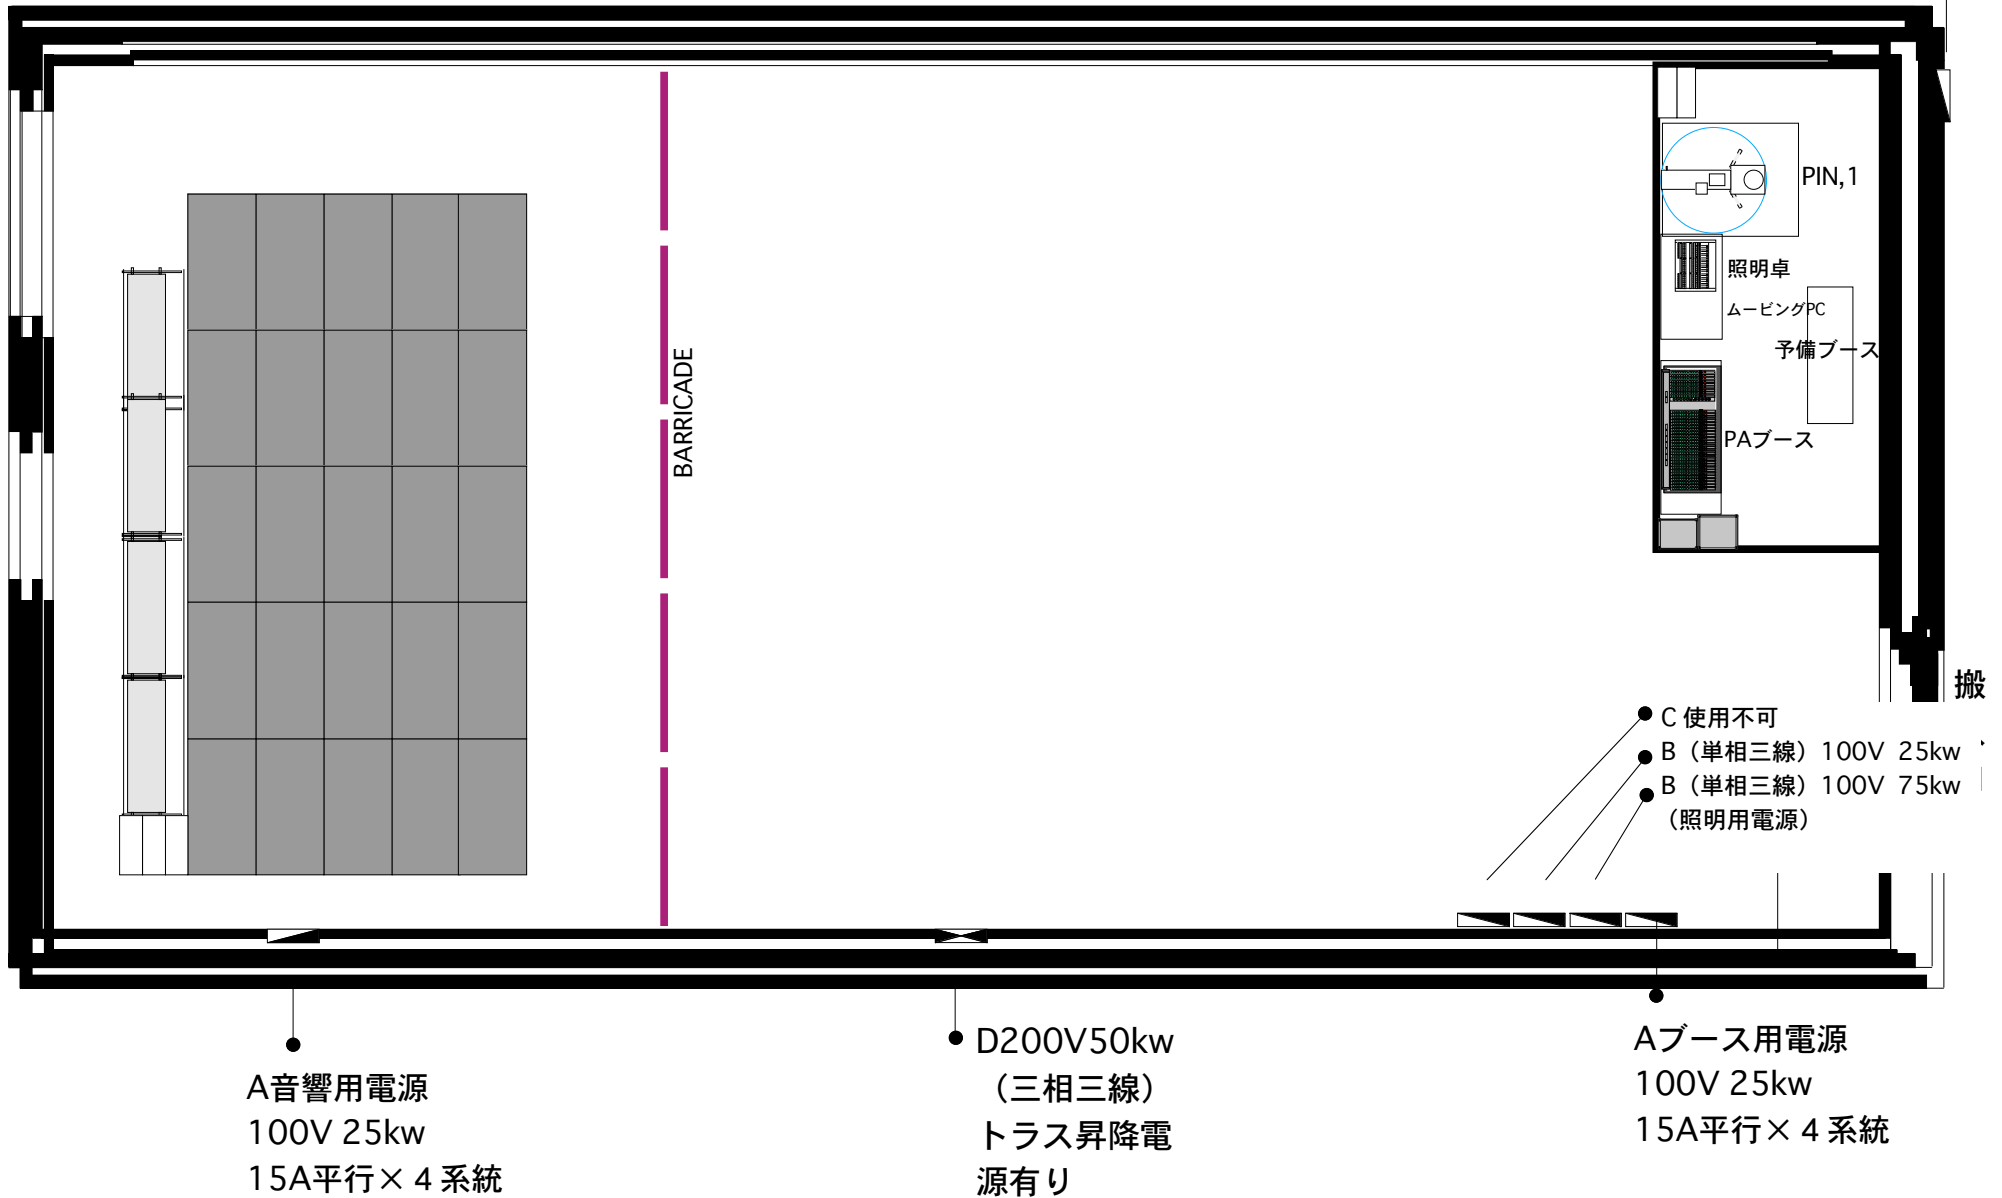 PIN,1
照明卓
ムービングPC
予備ブース
BARRICADE
PAブース
搬
C 使用不可
B（単相三線）100V 25kw
B（単相三線）100V 75kw
（照明用電源）
A音響用電源
100V 25kw
15A平行×４系統
D200V50kw
（三相三線）
トラス昇降電
源有り
Aブース用電源
100V 25kw
15A平行×４系統